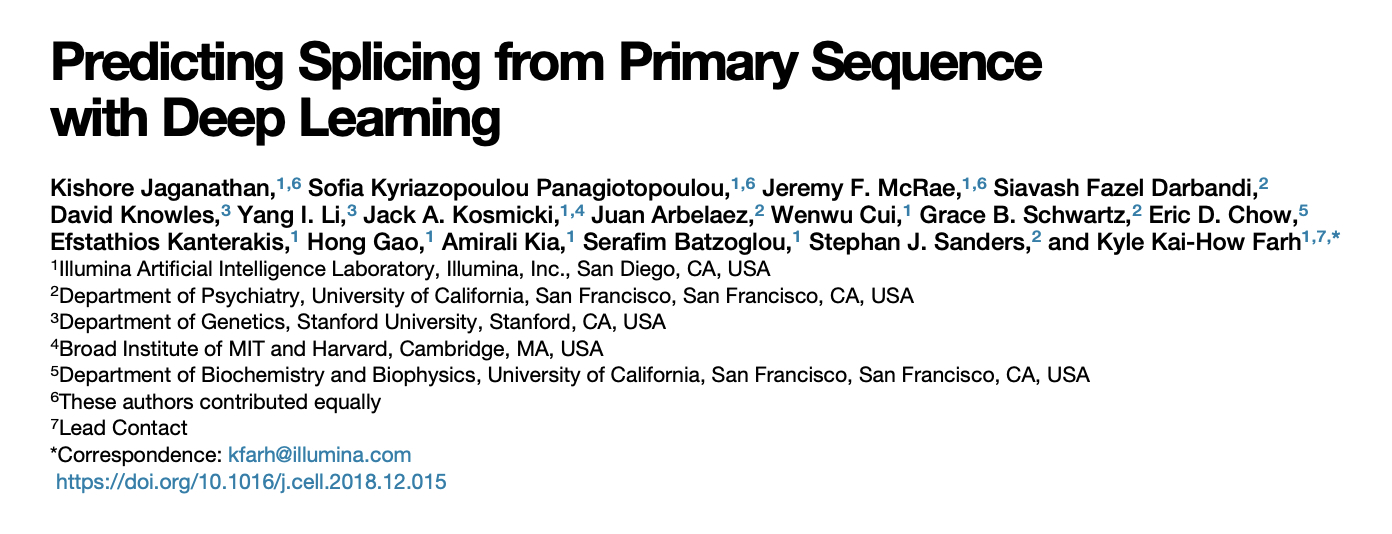 Predicting Splicing from Primary Sequence
with Deep Learning
Kishore Jaganathan,1,6 Sofia Kyriazopoulou Panagiotopoulou,1,6 Jeremy F. McRae,1,6 Siavash Fazel Darbandi,2
David Knowles,3 Yang I. Li,3 Jack A. Kosmicki,1,4 Juan Arbelaez,2 Wenwu Cui,1 Grace B. Schwartz,2 Eric D. Chow,5
Efstathios Kanterakis,1 Hong Gao,1 Amirali Kia,1 Serafim Batzoglou,1 Stephan J. Sanders,2 and Kyle Kai-How Farh1,7,*
1Illumina Artificial Intelligence Laboratory, Illumina, Inc., San Diego, CA, USA
2Department of Psychiatry, University of California, San Francisco, San Francisco, CA, USA
3Department of Genetics, Stanford University, Stanford, CA, USA
4Broad Institute of MIT and Harvard, Cambridge, MA, USA
5Department of Biochemistry and Biophysics, University of California, San Francisco, San Francisco, CA, USA
6These authors contributed equally
7Lead Contact
*Correspondence: kfarh@illumina.com
https://doi.org/10.1016/j.cell.2018.12.015